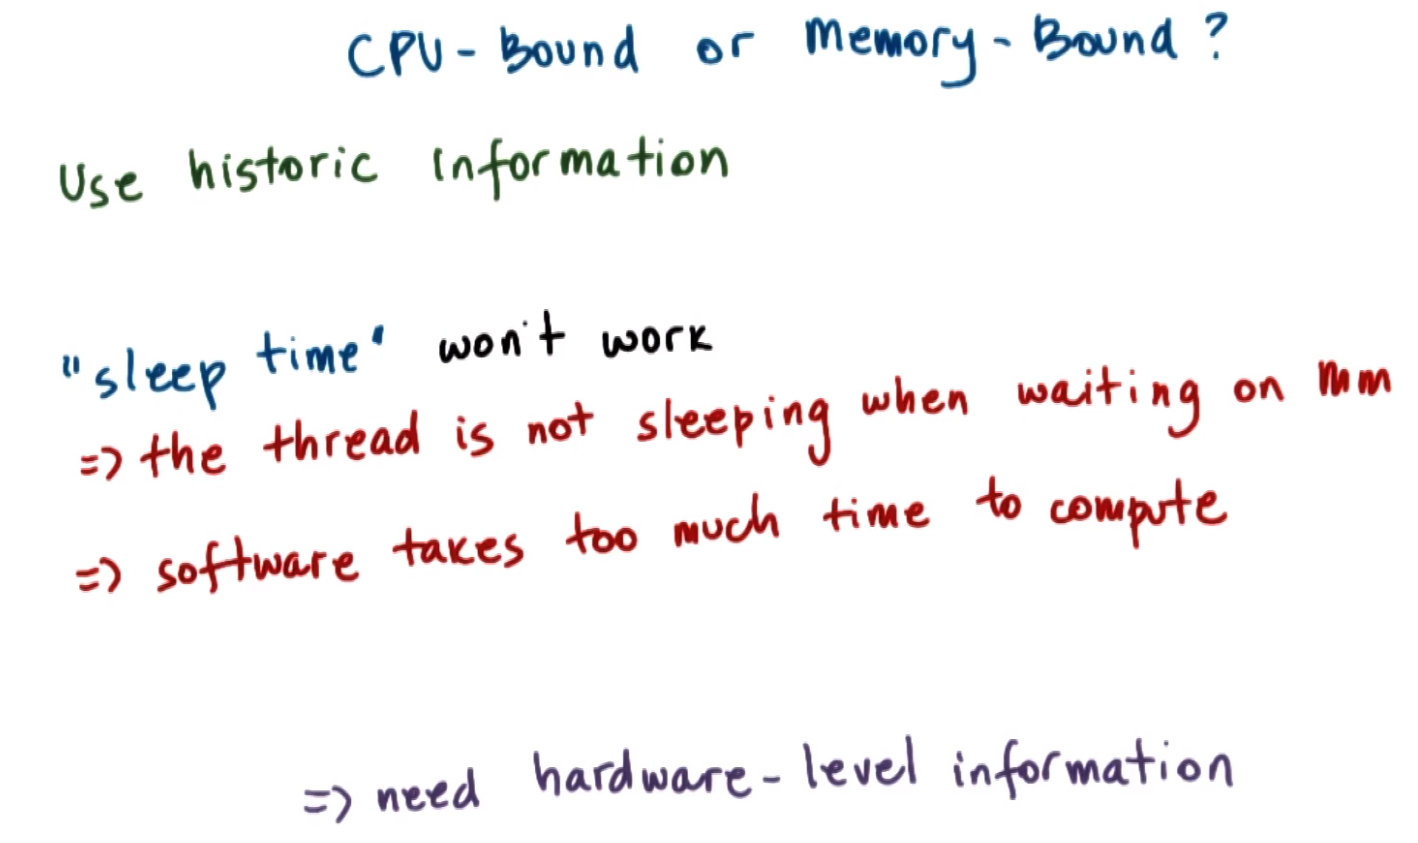 CPU-Bound or Memory-Bound?
Use historic information
"sleep time" won't work
=> the thread is not sleeping when waiting on mm
=> software takes too much time to compute
=> need hardware-level information